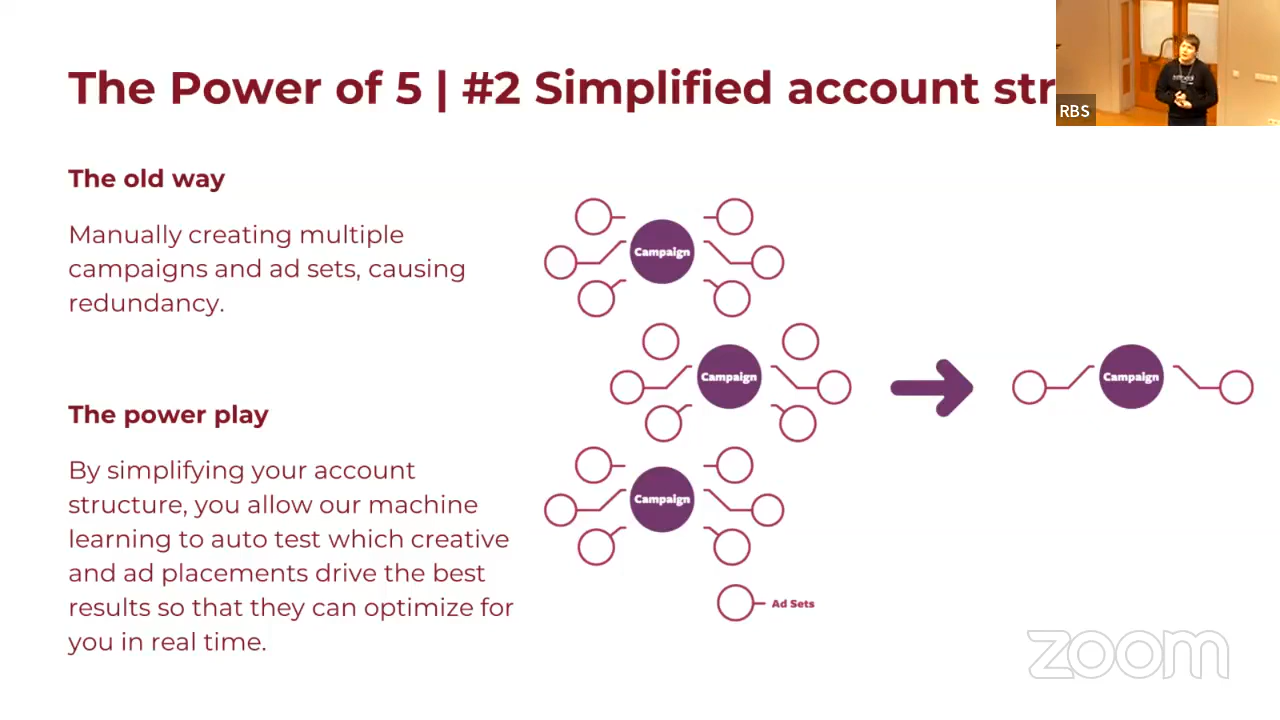 The Power of 5 | #2 Simplified account str
RBS
The old way
Manually creating multiple
campaigns and ad sets, causing
redundancy.
Campaign
Campaign
Campaign
Campaign
The power play
By simplifying your account
structure, you allow our machine
learning to auto test which creative
and ad placements drive the best
results so that they can optimize for
you in real time.
Ad Sets
zoom